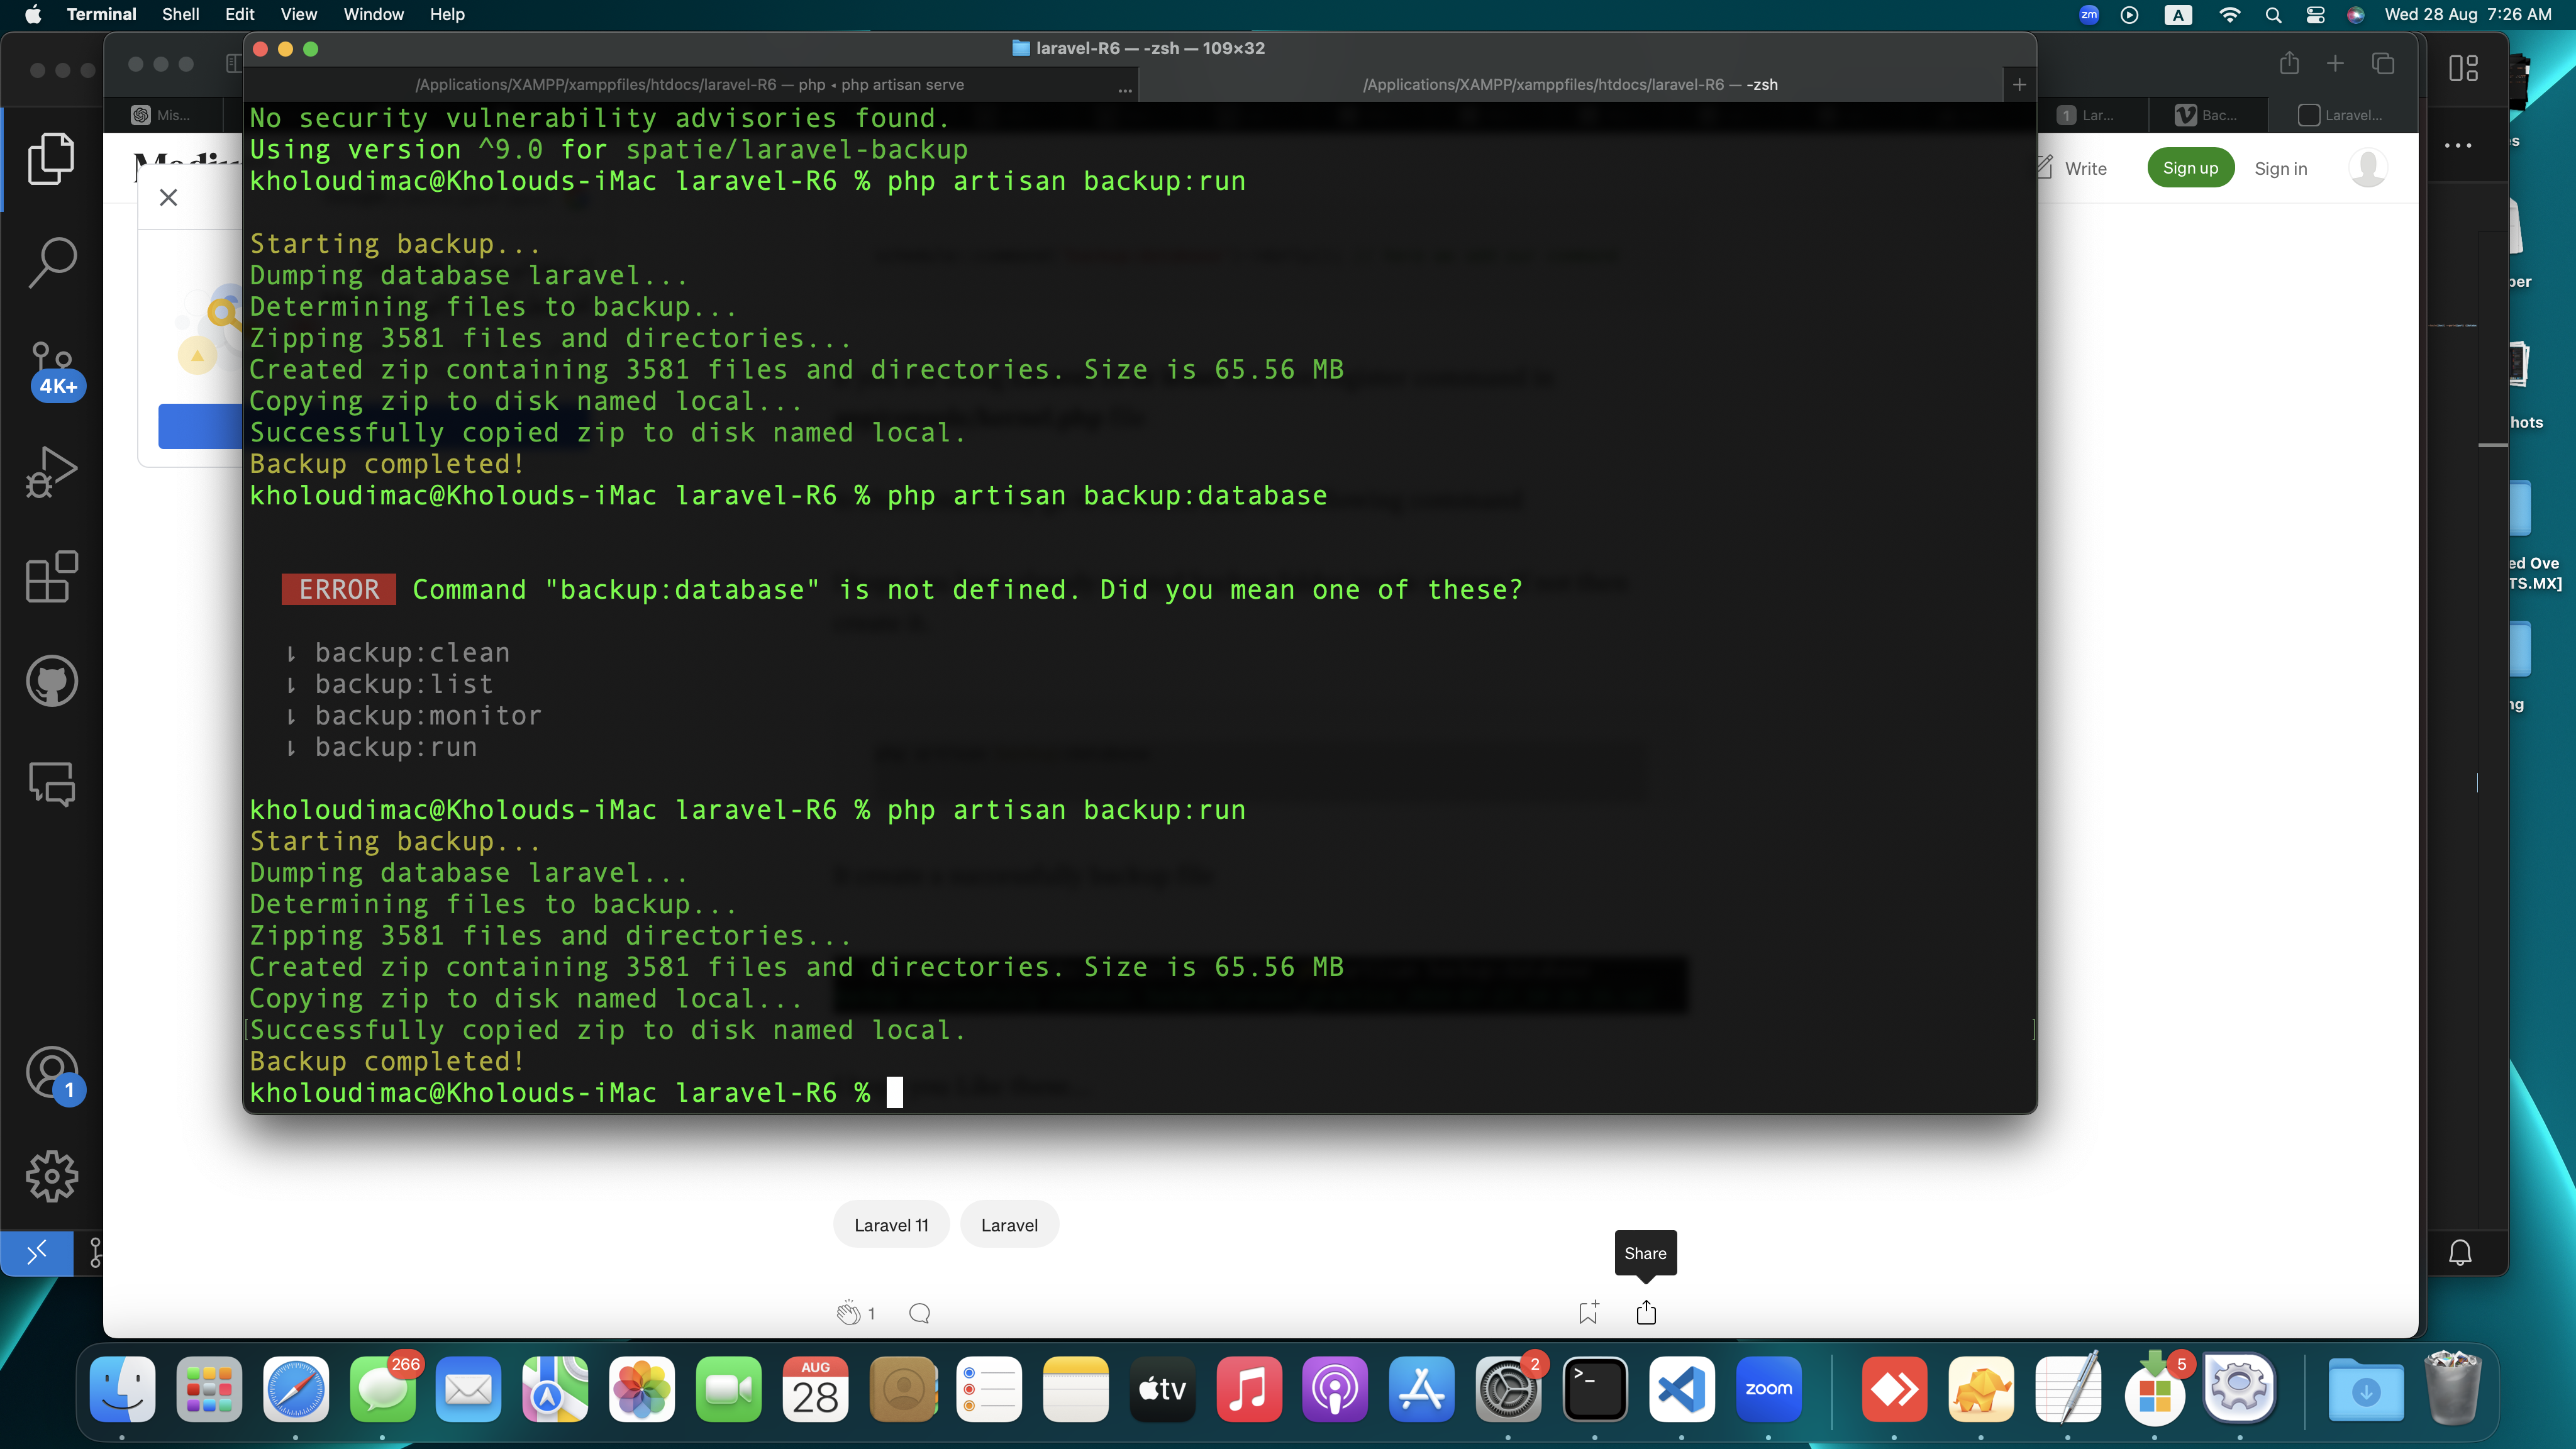 Terminal Shell Edit View Window Help
zm A Wed 28 Aug 7:26 AM
laravel-R6 — -zsh — 109×32
/Applications/XAMPP/xamppfiles/htdocs/laravel-R6 — php ◂ php artisan serve ... /Applications/XAMPP/xamppfiles/htdocs/laravel-R6 — -zsh +
Mis... 1 Lar... Bac... Laravel...
Write Sign up Sign in
No security vulnerability advisories found.
Using version ^9.0 for spatie/laravel-backup
kholoudimac@Kholouds-iMac laravel-R6 % php artisan backup:run
Starting backup...
Dumping database laravel...
Determining files to backup...
Zipping 3581 files and directories...
Created zip containing 3581 files and directories. Size is 65.56 MB
Copying zip to disk named local...
Successfully copied zip to disk named local.
Backup completed!
kholoudimac@Kholouds-iMac laravel-R6 % php artisan backup:database
ERROR Command "backup:database" is not defined. Did you mean one of these?
⇂ backup:clean
⇂ backup:list
⇂ backup:monitor
⇂ backup:run
kholoudimac@Kholouds-iMac laravel-R6 % php artisan backup:run
Starting backup...
Dumping database laravel...
Determining files to backup...
Zipping 3581 files and directories...
Created zip containing 3581 files and directories. Size is 65.56 MB
Copying zip to disk named local...
[Successfully copied zip to disk named local. ]
Backup completed!
kholoudimac@Kholouds-iMac laravel-R6 %
4K+
1
hots
ed Ove
TS.MX]
Laravel 11 Laravel
Share
1
266 AUG 28 tv 2 >_ zoom 5